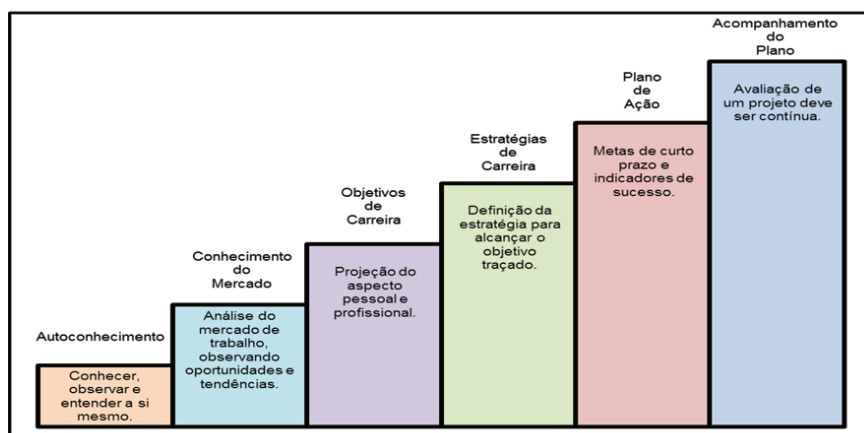 Autoconhecimento
Conhecer,
observar e
entender a si
mesmo.
Conhecimento
do
Mercado
Análise do
mercado de
trabalho,
observando
oportunidades e
tendências.
Objetivos
de
Carreira
Projeção do
aspecto
pessoal e
profissional.
Estratégias
de
Carreira
Definição da
estratégia para
alcançar o
objetivo
traçado.
Plano
de
Ação
Metas de curto
prazo e
indicadores de
sucesso.
Acompanhamento
do
Plano
Avaliação de
um projeto deve
ser contínua.